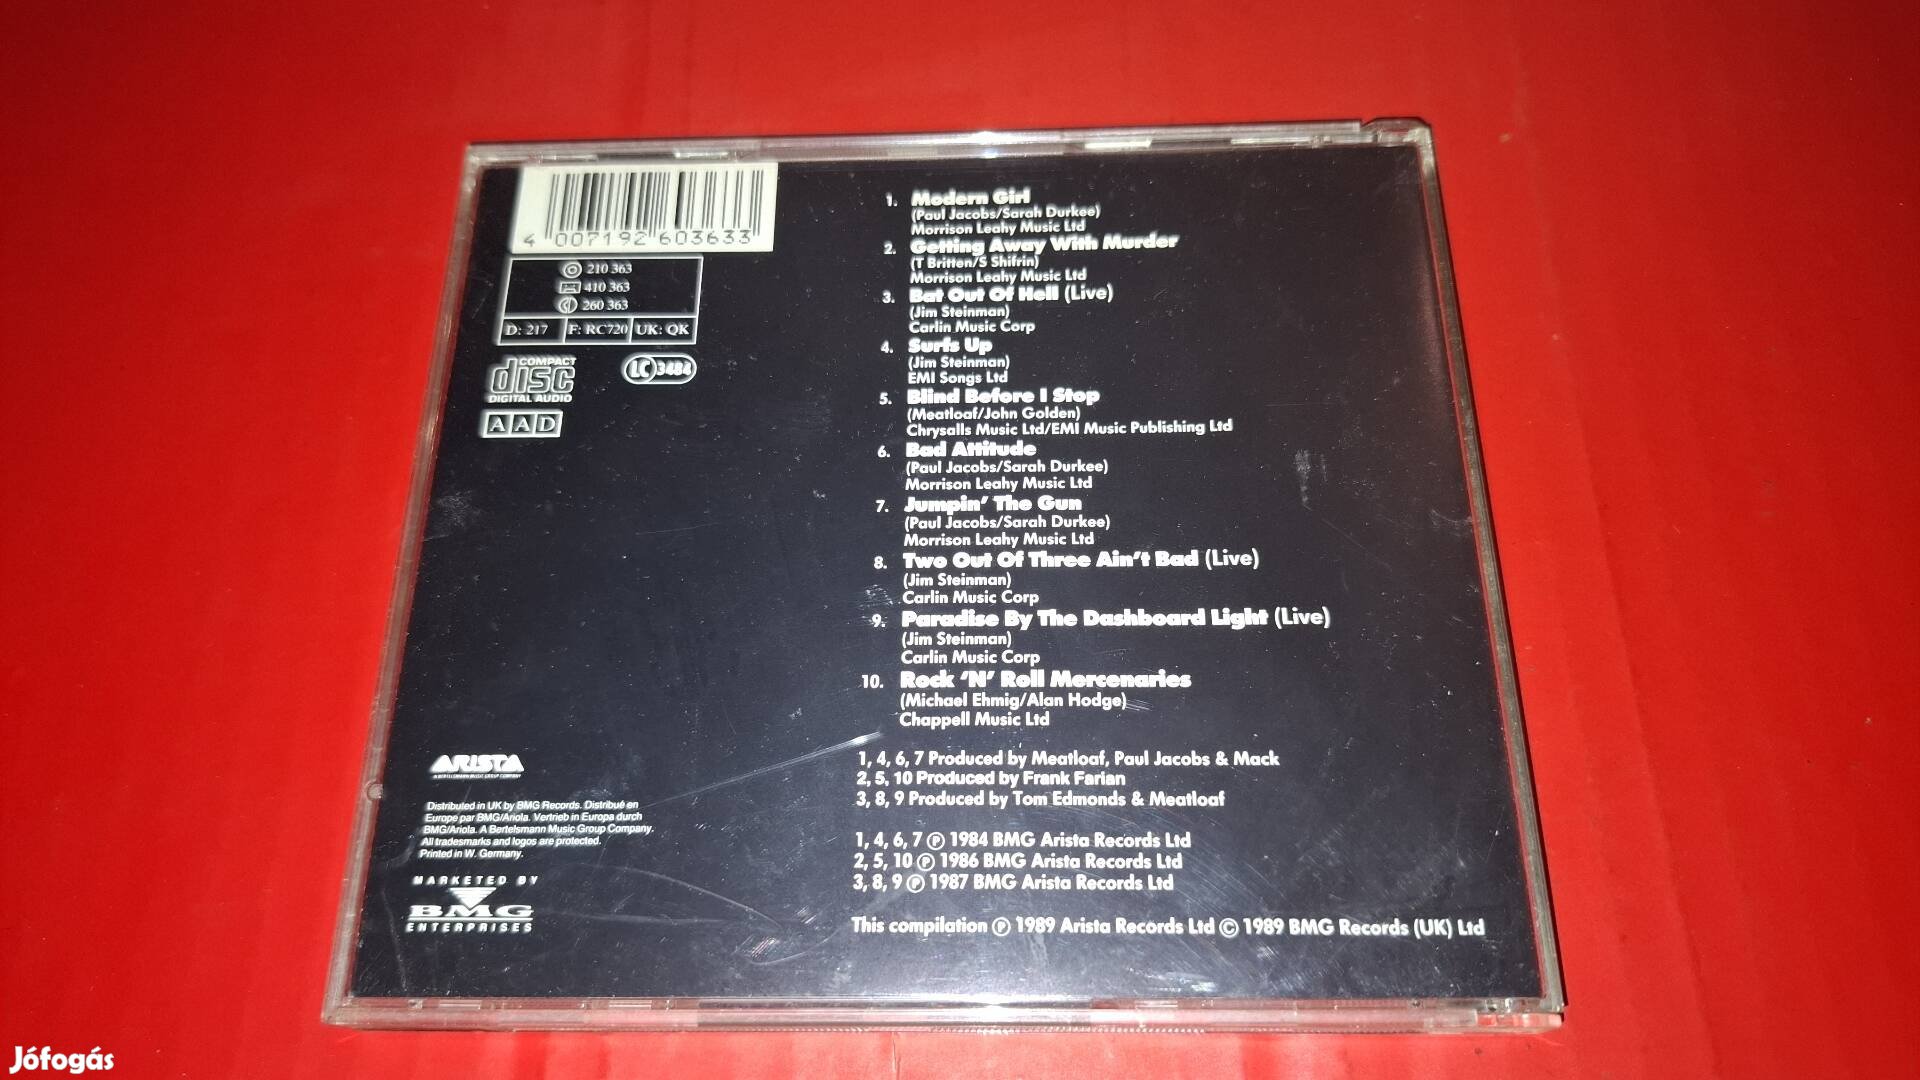 4 007192 603633
210 363
410 363
260 363
D: 217 F: RC720 UK: QK
COMPACT
disc
DIGITAL AUDIO
LC 3484
AAD
1. Modern Girl
(Paul Jacobs/Sarah Durkee)
Morrison Leahy Music Ltd
2. Getting Away With Murder
(T Britten/S Shifrin)
Morrison Leahy Music Ltd
3. Bat Out Of Hell (Live)
(Jim Steinman)
Carlin Music Corp
4. Surfs Up
(Jim Steinman)
EMI Songs Ltd
5. Blind Before I Stop
(Meatloaf/John Golden)
Chrysalls Music Ltd/EMI Music Publishing Ltd
6. Bad Attitude
(Paul Jacobs/Sarah Durkee)
Morrison Leahy Music Ltd
7. Jumpin' The Gun
(Paul Jacobs/Sarah Durkee)
Morrison Leahy Music Ltd
8. Two Out Of Three Ain't Bad (Live)
(Jim Steinman)
Carlin Music Corp
9. Paradise By The Dashboard Light (Live)
(Jim Steinman)
Carlin Music Corp
10. Rock 'N' Roll Mercenaries
(Michael Ehmig/Alan Hodge)
Chappell Music Ltd
1, 4, 6, 7 Produced by Meatloaf, Paul Jacobs & Mack
2, 5, 10 Produced by Frank Farian
3, 8, 9 Produced by Tom Edmonds & Meatloaf
1, 4, 6, 7 ℗ 1984 BMG Arista Records Ltd
2, 5, 10 ℗ 1986 BMG Arista Records Ltd
3, 8, 9 ℗ 1987 BMG Arista Records Ltd
This compilation ℗ 1989 Arista Records Ltd © 1989 BMG Records (UK) Ltd
ARISTA
A BERTELSMANN MUSIC GROUP COMPANY
Distributed in UK by BMG Records. Distribué en
Europe par BMG/Ariola. Vertrieb in Europa durch
BMG/Ariola. A Bertelsmann Music Group Company.
All trademarks and logos are protected.
Printed in W. Germany.
MARKETED BY
BMG
ENTERPRISES
Jófogás